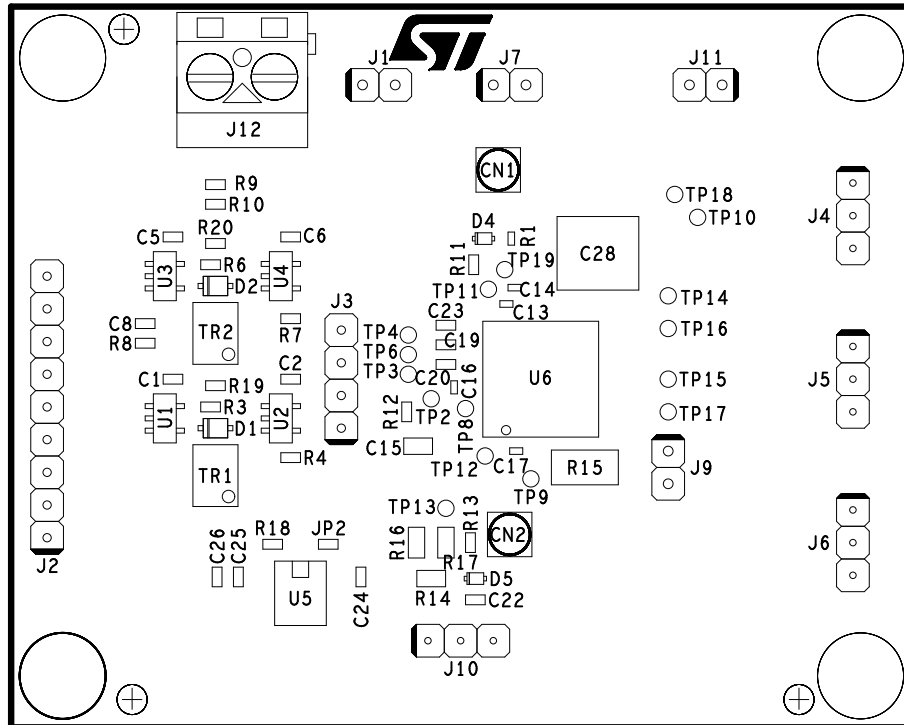 ST
J1
J7
J11
J12
CN1
R9
R10
TP18
TP10
J4
C5
R20
C6
D4
R1
R11
TP19
C28
U3
R6
U4
D2
TP11
C14
TP14
J3
C13
C8
TR2
R7
C23
TP4
TP16
R8
TP6
C19
TP3
U6
C1
R19
C2
C20
C16
TP15
J5
R3
R12
TP2
U1
U2
D1
TP8
TP17
C15
R4
TP12
C17
R15
J9
TR1
TP9
TP13
R13
R18
JP2
R16
CN2
J6
C26
C25
R17
J2
U5
C24
R14
D5
C22
J10